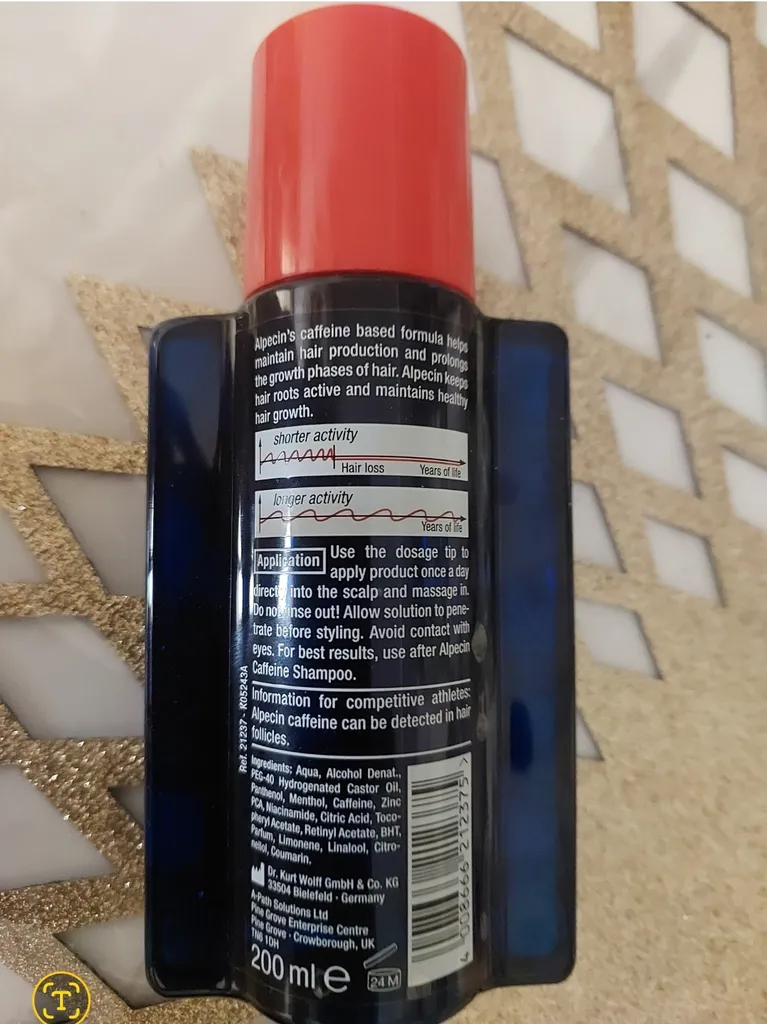 Alpecin's caffeine based formula helps
maintain hair production and prolongs
the growth phases of hair. Alpecin keeps
hair roots active and maintains healthy
hair growth.
shorter activity
Hair loss
Years of life
longer activity
Years of life
Application Use the dosage tip to
apply product once a day
directly into the scalp and massage in.
Do not rinse out! Allow solution to pene-
trate before styling. Avoid contact with
eyes. For best results, use after Alpecin
Caffeine Shampoo.
Information for competitive athletes:
Alpecin caffeine can be detected in hair
follicles.
Ref. 21237 - K05243A
Ingredients: Aqua, Alcohol Denat.,
PEG-40 Hydrogenated Castor Oil,
Panthenol, Menthol, Caffeine, Zinc
PCA, Niacinamide, Citric Acid, Toco-
pheryl Acetate, Retinyl Acetate, BHT,
Parfum, Limonene, Linalool, Citro-
nellol, Coumarin.
Dr. Kurt Wolff GmbH & Co. KG
33504 Bielefeld · Germany
A-Path Solutions Ltd
Pine Grove Enterprise Centre
Pine Grove · Crowborough, UK
TN6 1DH
200 ml e
24 M
4 008666 212375 >
T